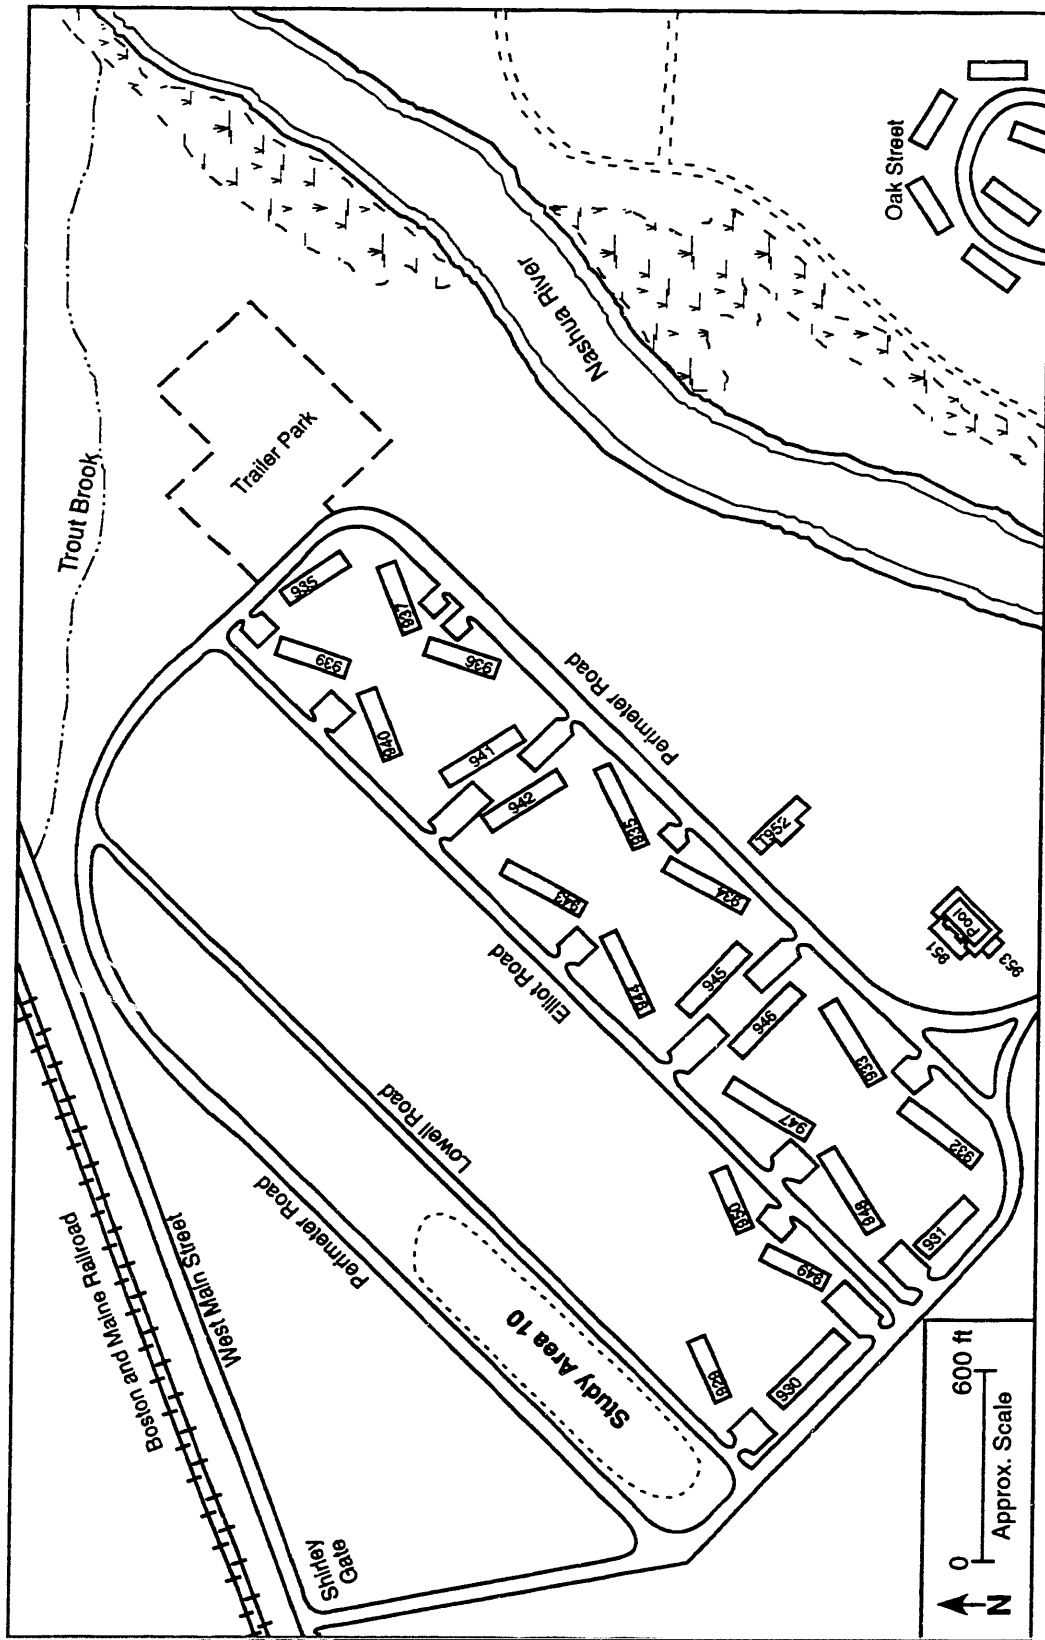 Trout Brook
Trailer Park
Nashua River
Oak Street
Boston and Maine Railroad
West Main Street
Perimeter Road
Lowell Road
Elliot Road
Perimeter Road
Shirley
Gate
Study Area 10
935
937
939
936
940
941
942
935
943
934
944
945
946
933
947
932
948
950
949
931
929
930
T952
Pool
951
953
N
0
600 ft
Approx. Scale